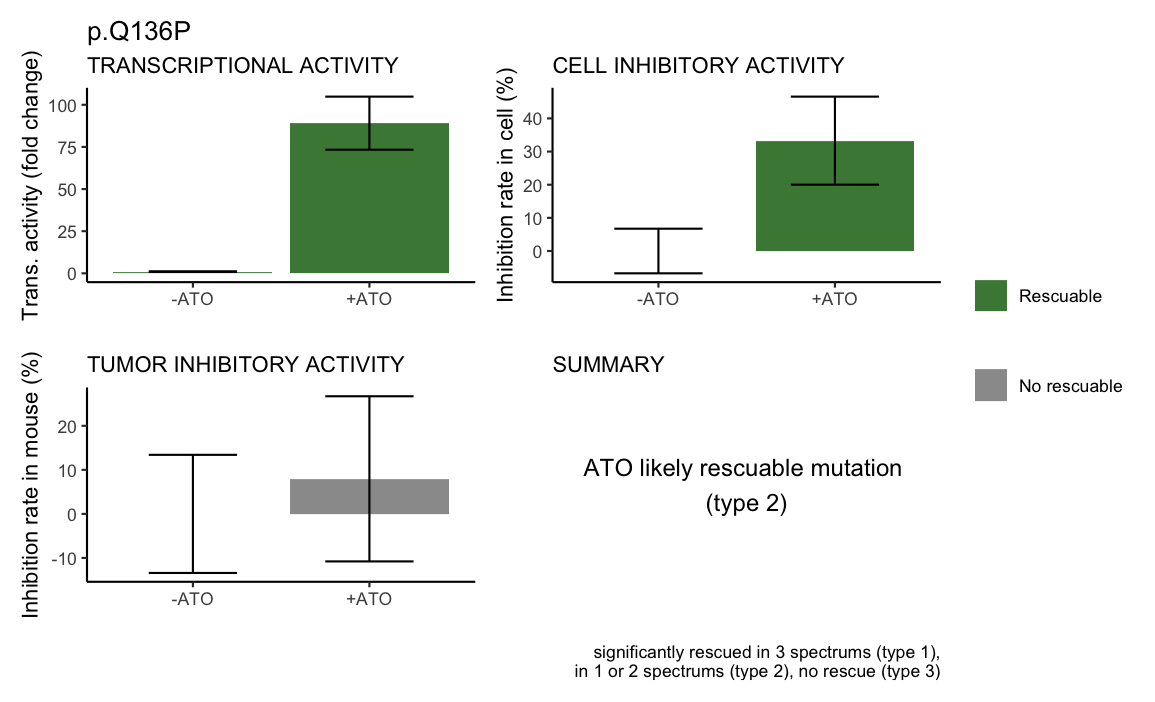 p.Q136P
TRANSCRIPTIONAL ACTIVITY
Trans. activity (fold change)
100
75
50
25
0
-ATO
+ATO
CELL INHIBITORY ACTIVITY
Inhibition rate in cell (%)
40
30
20
10
0
-ATO
+ATO
Rescuable
No rescuable
TUMOR INHIBITORY ACTIVITY
Inhibition rate in mouse (%)
20
10
0
-10
-ATO
+ATO
SUMMARY
ATO likely rescuable mutation
(type 2)
significantly rescued in 3 spectrums (type 1),
in 1 or 2 spectrums (type 2), no rescue (type 3)